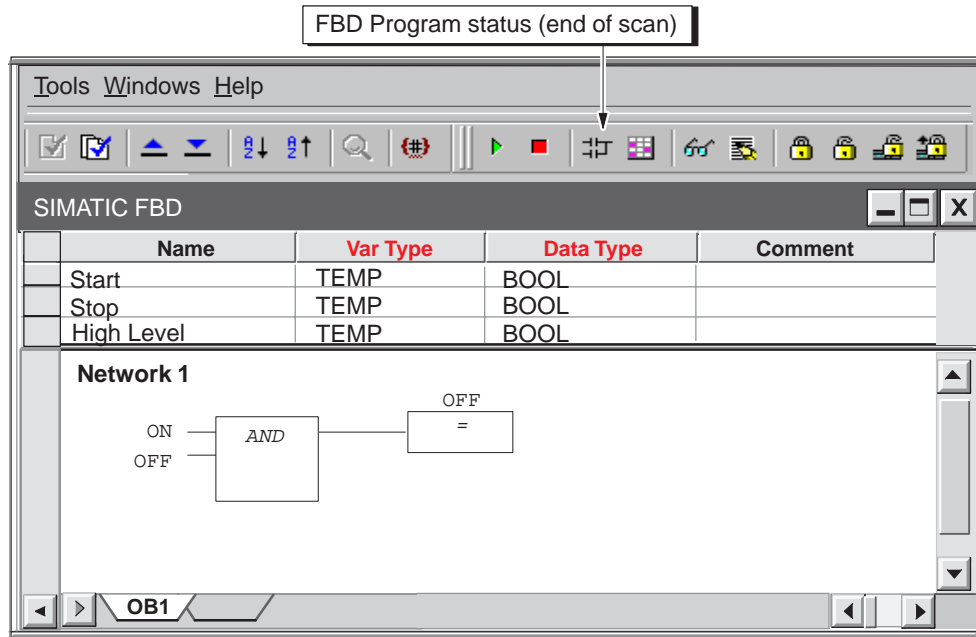 FBD Program status (end of scan)
Tools Windows Help
SIMATIC FBD
Name Var Type Data Type Comment
Start TEMP BOOL
Stop TEMP BOOL
High Level TEMP BOOL
Network 1
OFF
ON AND =
OFF
OB1